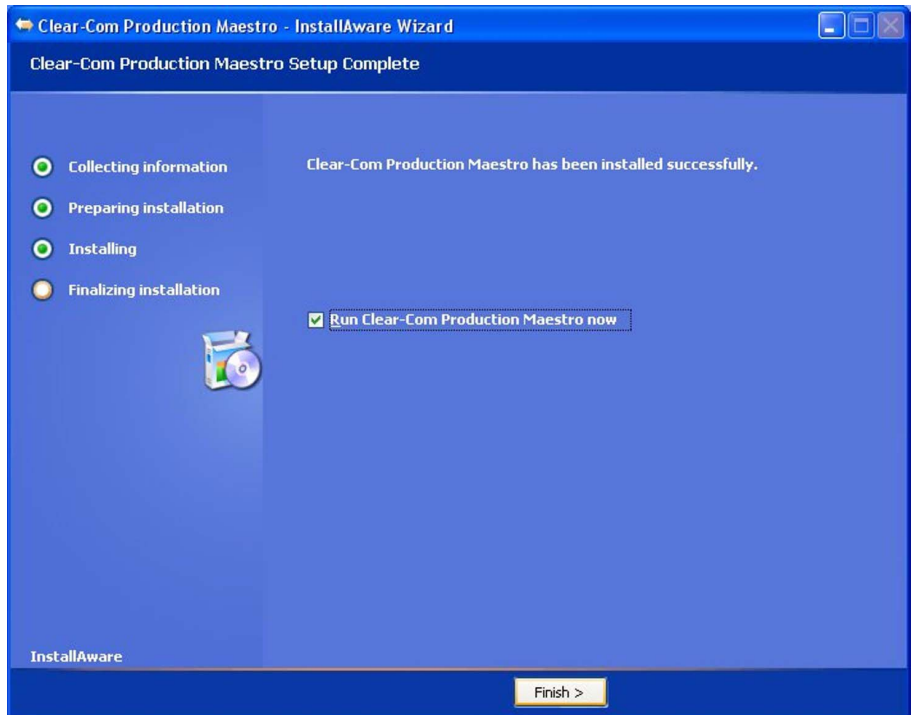 Clear-Com Production Maestro - InstallAware Wizard
Clear-Com Production Maestro Setup Complete
Collecting information
Preparing installation
Installing
Finalizing installation
Clear-Com Production Maestro has been installed successfully.
Run Clear-Com Production Maestro now
InstallAware
Finish >